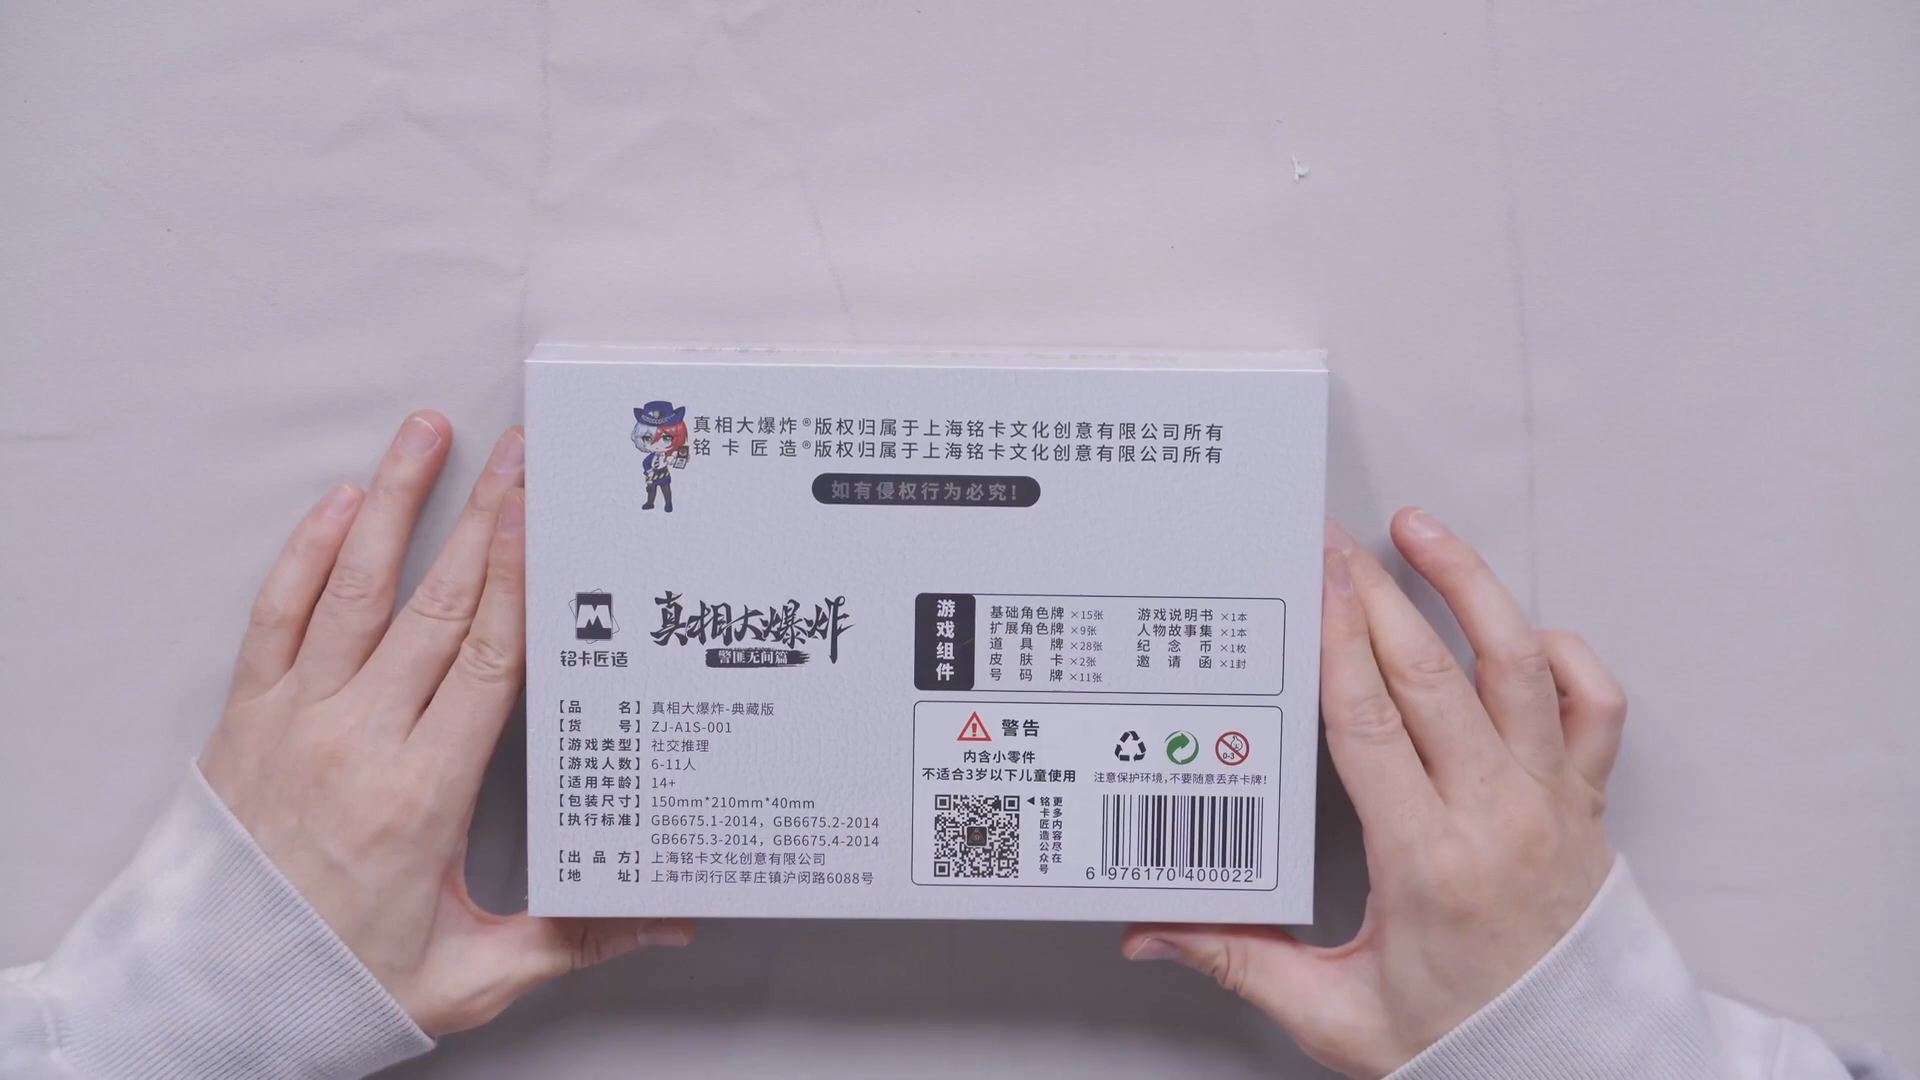 真相大爆炸®版权归属于上海铭卡文化创意有限公司所有
铭卡匠造®版权归属于上海铭卡文化创意有限公司所有
如有侵权行为必究!
铭卡匠造
真相大爆炸
警匪无间篇
【品名】真相大爆炸-典藏版
【货号】ZJ-A1S-001
【游戏类型】社交推理
【游戏人数】6-11人
【适用年龄】14+
【包装尺寸】150mm*210mm*40mm
【执行标准】GB6675.1-2014，GB6675.2-2014
GB6675.3-2014，GB6675.4-2014
【出品方】上海铭卡文化创意有限公司
【地址】上海市闵行区莘庄镇沪闵路6088号
游戏组件
基础角色牌×15张
扩展角色牌×9张
道具牌×28张
皮肤卡×2张
号码牌×11张
游戏说明书×1本
人物故事集×1本
纪念币×1枚
邀请函×1封
警告
内含小零件
不适合3岁以下儿童使用
0-3
注意保护环境,不要随意丢弃卡牌!
更多内容尽在
铭卡匠造公众号
6 976170 400022